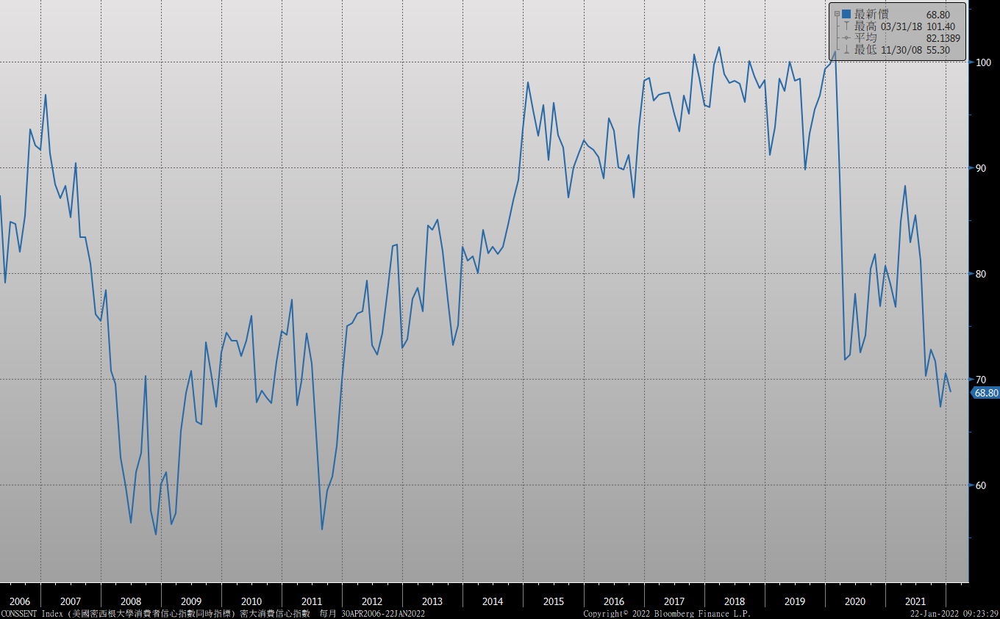 最新價 68.80
最高 03/31/18 101.40
平均 82.1389
最低 11/30/08 55.30
100
90
80
70
68.80
60
2006 2007 2008 2009 2010 2011 2012 2013 2014 2015 2016 2017 2018 2019 2020 2021
CONSSENT Index (美國密西根大學消費者信心指數同時指標) 密大消費信心指數 每月 30APR2006-22JAN2022 Copyright© 2022 Bloomberg Finance L.P. 22-Jan-2022 09:23:29